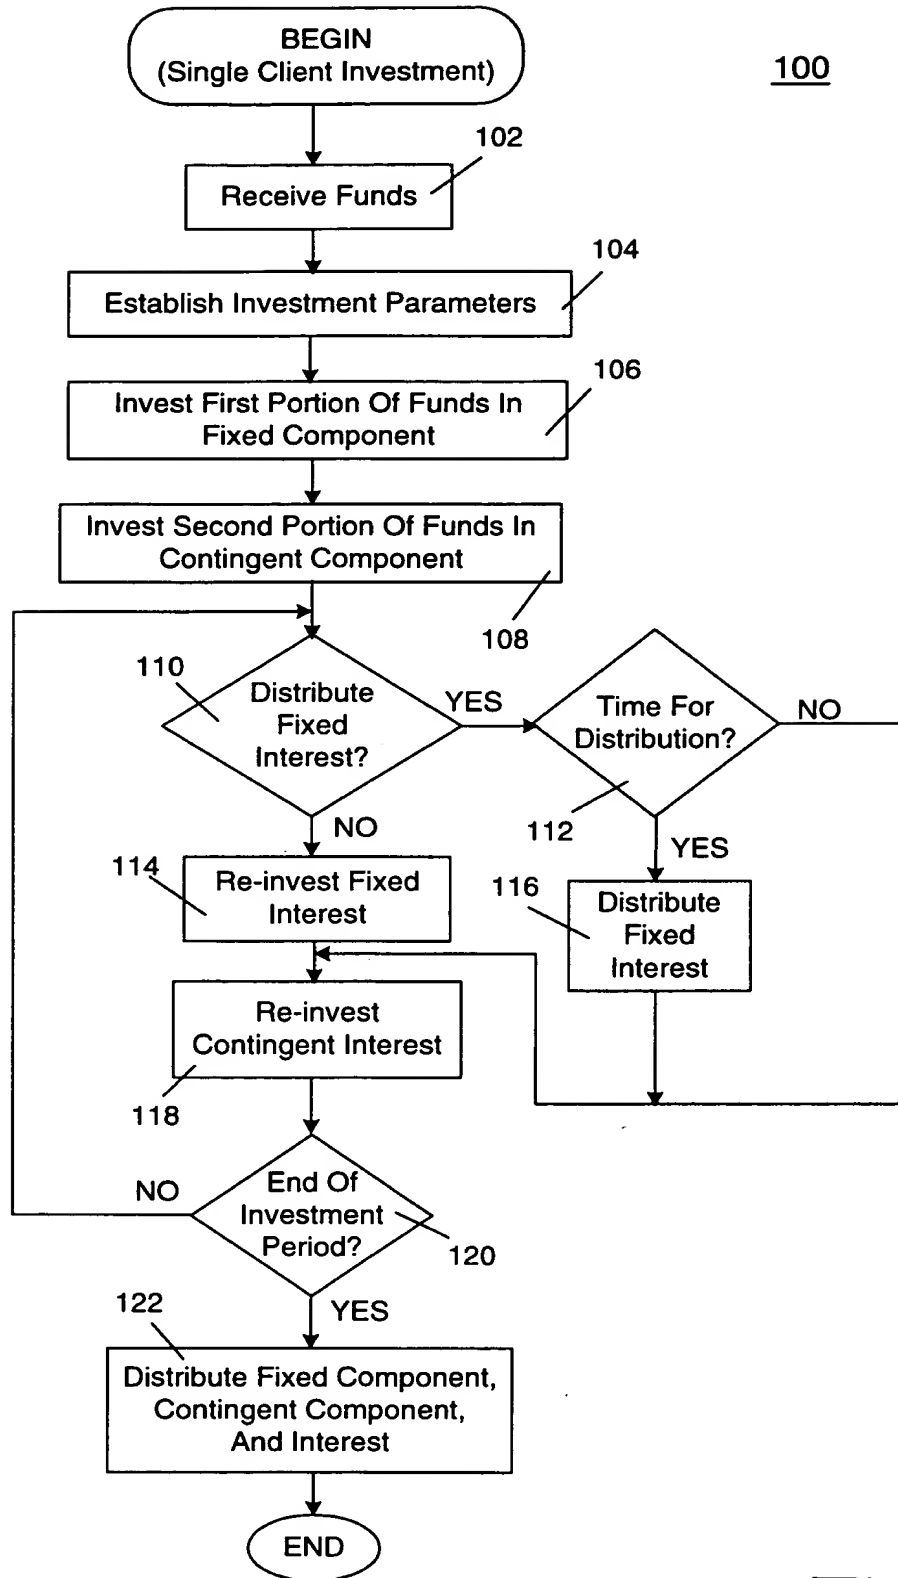 BEGIN
(Single Client Investment)
100
102
Receive Funds
104
Establish Investment Parameters
106
Invest First Portion Of Funds In
Fixed Component
Invest Second Portion Of Funds In
Contingent Component
108
110
Distribute
Fixed
Interest?
YES
Time For
Distribution?
NO
112
NO
YES
114
Re-invest Fixed
Interest
116
Distribute
Fixed
Interest
Re-invest
Contingent Interest
118
NO
End Of
Investment
Period?
120
YES
122
Distribute Fixed Component,
Contingent Component,
And Interest
END